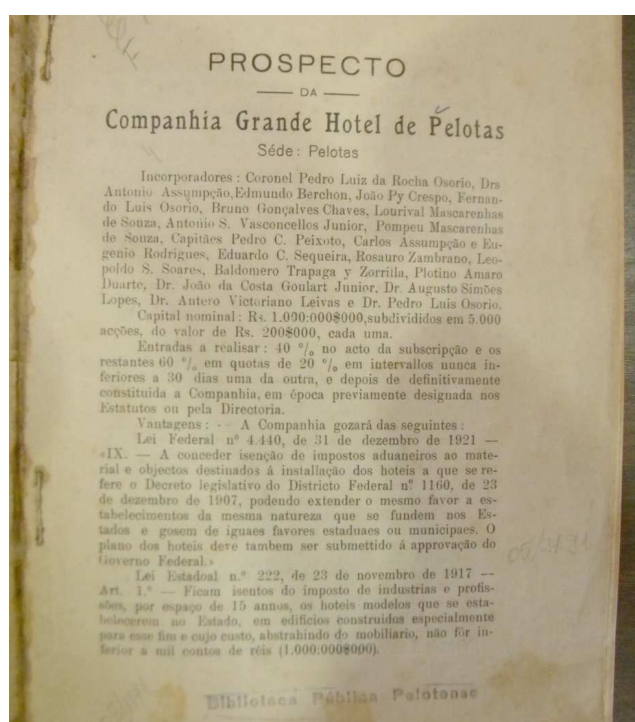 PROSPECTO
— DA —
Companhia Grande Hotel de Pelotas
Séde: Pelotas
Incorporadores : Coronel Pedro Luiz da Rocha Osorio, Drs
Antonio Assumpção, Edmundo Berchon, João Py Crespo, Fernan-
do Luis Osorio, Bruno Gonçalves Chaves, Lourival Mascarenhas
de Souza, Antonio S. Vasconcellos Junior, Pompeu Mascarenhas
de Souza, Capitães Pedro C. Peixoto, Carlos Assumpção e Eu-
genio Rodrigues, Eduardo C. Sequeira, Rosauro Zambrano, Leo-
poldo S. Soares, Baldomero Trapaga y Zorrilla, Plotino Amaro
Duarte, Dr. João da Costa Goulart Junior, Dr. Augusto Simões
Lopes, Dr. Antero Victoriano Leivas e Dr. Pedro Luis Osorio.
Capital nominal : Rs. 1.000:000$000, subdivididos em 5.000
acções, do valor de Rs. 200$000, cada uma.
Entradas a realisar : 40 % no acto da subscripção e os
restantes 60 % em quotas de 20 % em intervallos nunca in-
feriores a 30 dias uma da outra, e depois de definitivamente
constituida a Companhia, em época previamente designada nos
Estatutos ou pela Directoria.
Vantagens : -- A Companhia gozará das seguintes :
Lei Federal nº 4.440, de 31 de dezembro de 1921 —
«IX. — A conceder isenção de impostos aduaneiros ao mate-
rial e objectos destinados á installação dos hoteis a que se re-
fere o Decreto legislativo do Districto Federal nº 1160, de 23
de dezembro de 1907, podendo extender o mesmo favor a es-
tabelecimentos da mesma natureza que se fundem nos Es-
tados e gosem de iguaes favores estaduaes ou municipaes. O
plano dos hoteis deve tambem ser submettido á approvação do
Governo Federal.»
Lei Estadoal n.º 222, de 23 de novembro de 1917 --
Art. 1.º — Ficam isentos do imposto de industrias e profis-
sões, por espaço de 15 annos, os hoteis modelos que se esta-
belecerem no Estado, em edificios construidos especialmente
para esse fim e cujo custo, abstrahindo do mobiliario, não fôr in-
ferior a mil contos de réis (1.000:000$000).
Biblioteca Pública Pelotense